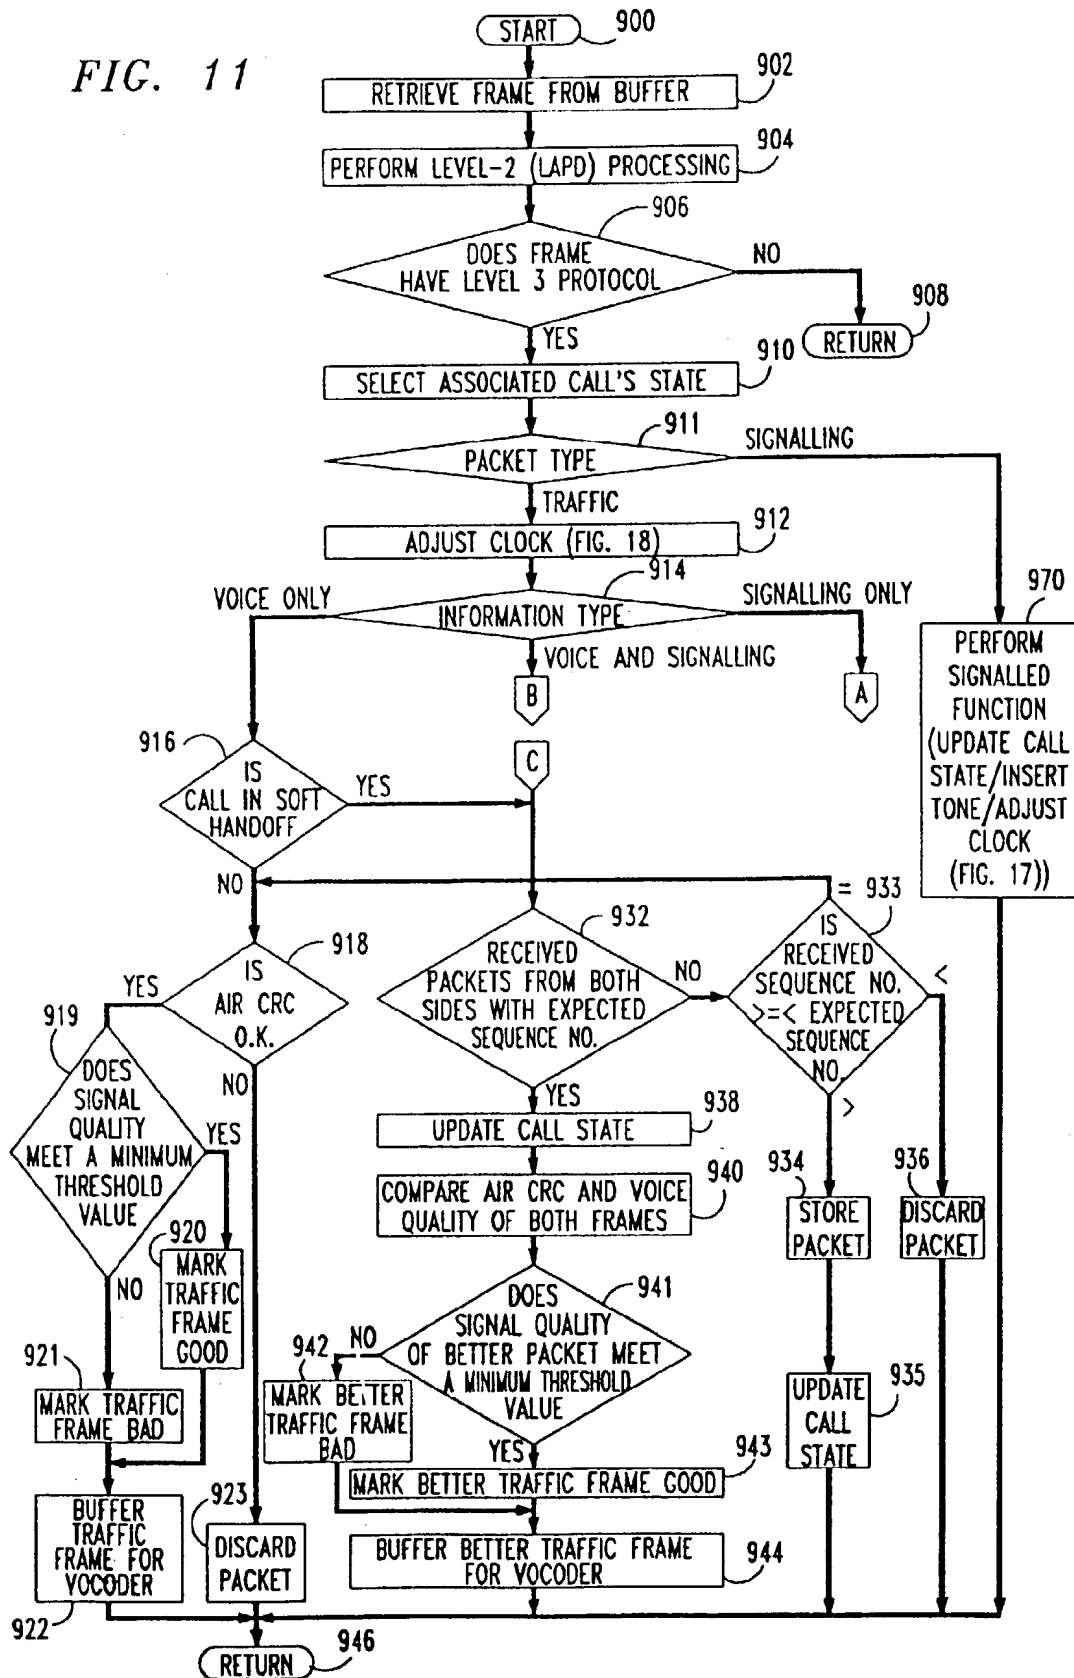 FIG. 11
START
900
RETRIEVE FRAME FROM BUFFER
902
PERFORM LEVEL-2 (LAPD) PROCESSING
904
906
DOES FRAME
HAVE LEVEL 3 PROTOCOL
NO
908
RETURN
YES
910
SELECT ASSOCIATED CALL'S STATE
911
PACKET TYPE
SIGNALLING
TRAFFIC
912
ADJUST CLOCK (FIG. 18)
914
VOICE ONLY
INFORMATION TYPE
SIGNALLING ONLY
VOICE AND SIGNALLING
B
A
970
PERFORM
SIGNALLED
FUNCTION
(UPDATE CALL
STATE/INSERT
TONE/ADJUST
CLOCK
(FIG. 17))
C
916
IS
CALL IN SOFT
HANDOFF
YES
NO
918
IS
AIR CRC
O.K.
YES
NO
919
DOES
SIGNAL
QUALITY
MEET A MINIMUM
THRESHOLD
VALUE
YES
NO
920
MARK
TRAFFIC
FRAME
GOOD
921
MARK TRAFFIC
FRAME BAD
BUFFER
TRAFFIC
FRAME FOR
VOCODER
922
923
DISCARD
PACKET
932
RECEIVED
PACKETS FROM BOTH
SIDES WITH EXPECTED
SEQUENCE NO.
NO
YES
= 933
IS
RECEIVED
SEQUENCE NO.
>=< EXPECTED
SEQUENCE
NO.
<
>
938
UPDATE CALL STATE
940
COMPARE AIR CRC AND VOICE
QUALITY OF BOTH FRAMES
934
STORE
PACKET
936
DISCARD
PACKET
941
DOES
SIGNAL QUALITY
OF BETTER PACKET MEET
A MINIMUM THRESHOLD
VALUE
NO
942
MARK BETTER
TRAFFIC FRAME
BAD
YES
943
MARK BETTER TRAFFIC FRAME GOOD
935
UPDATE
CALL
STATE
BUFFER BETTER TRAFFIC FRAME
FOR VOCODER
944
RETURN
946